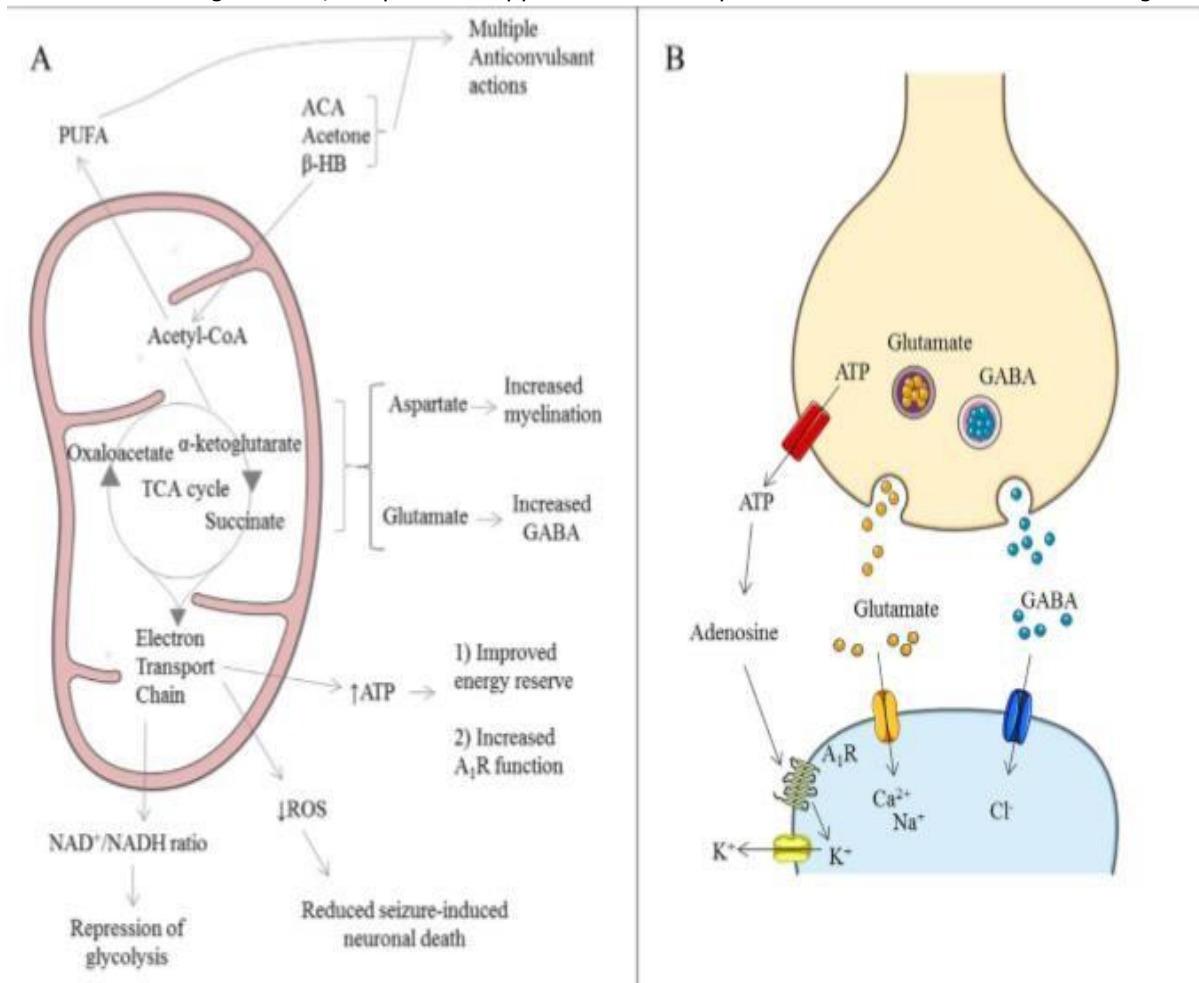 A
Multiple
Anticonvulsant
actions
ACA
Acetone
β-HB
PUFA
Acetyl-CoA
Oxaloacetate α-ketoglutarate
TCA cycle
Succinate
Aspartate
Increased
myelination
Glutamate
Increased
GABA
Electron
Transport
Chain
↑ATP
1) Improved
energy reserve
2) Increased
A₁R function
↓ROS
NAD⁺/NADH ratio
Reduced seizure-induced
neuronal death
Repression of
glycolysis
B
Glutamate
ATP
GABA
ATP
Glutamate
GABA
Adenosine
A₁R
Ca²⁺
Na⁺
Cl⁻
K⁺
K⁺